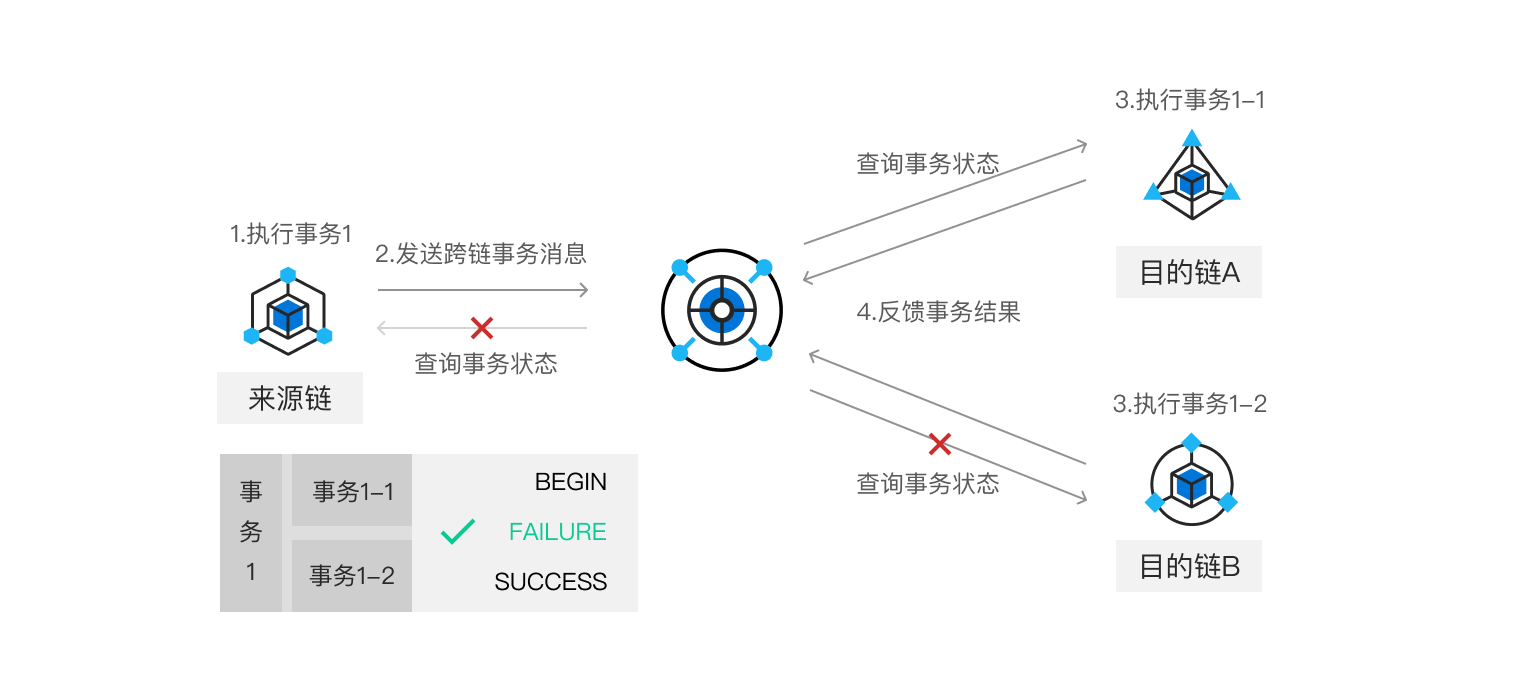 3.执行事务1-1
查询事务状态
目的链A
1.执行事务1
2.发送跨链事务消息
查询事务状态
来源链
4.反馈事务结果
3.执行事务1-2
查询事务状态
目的链B
事务1
事务1-1
事务1-2
BEGIN
FAILURE
SUCCESS